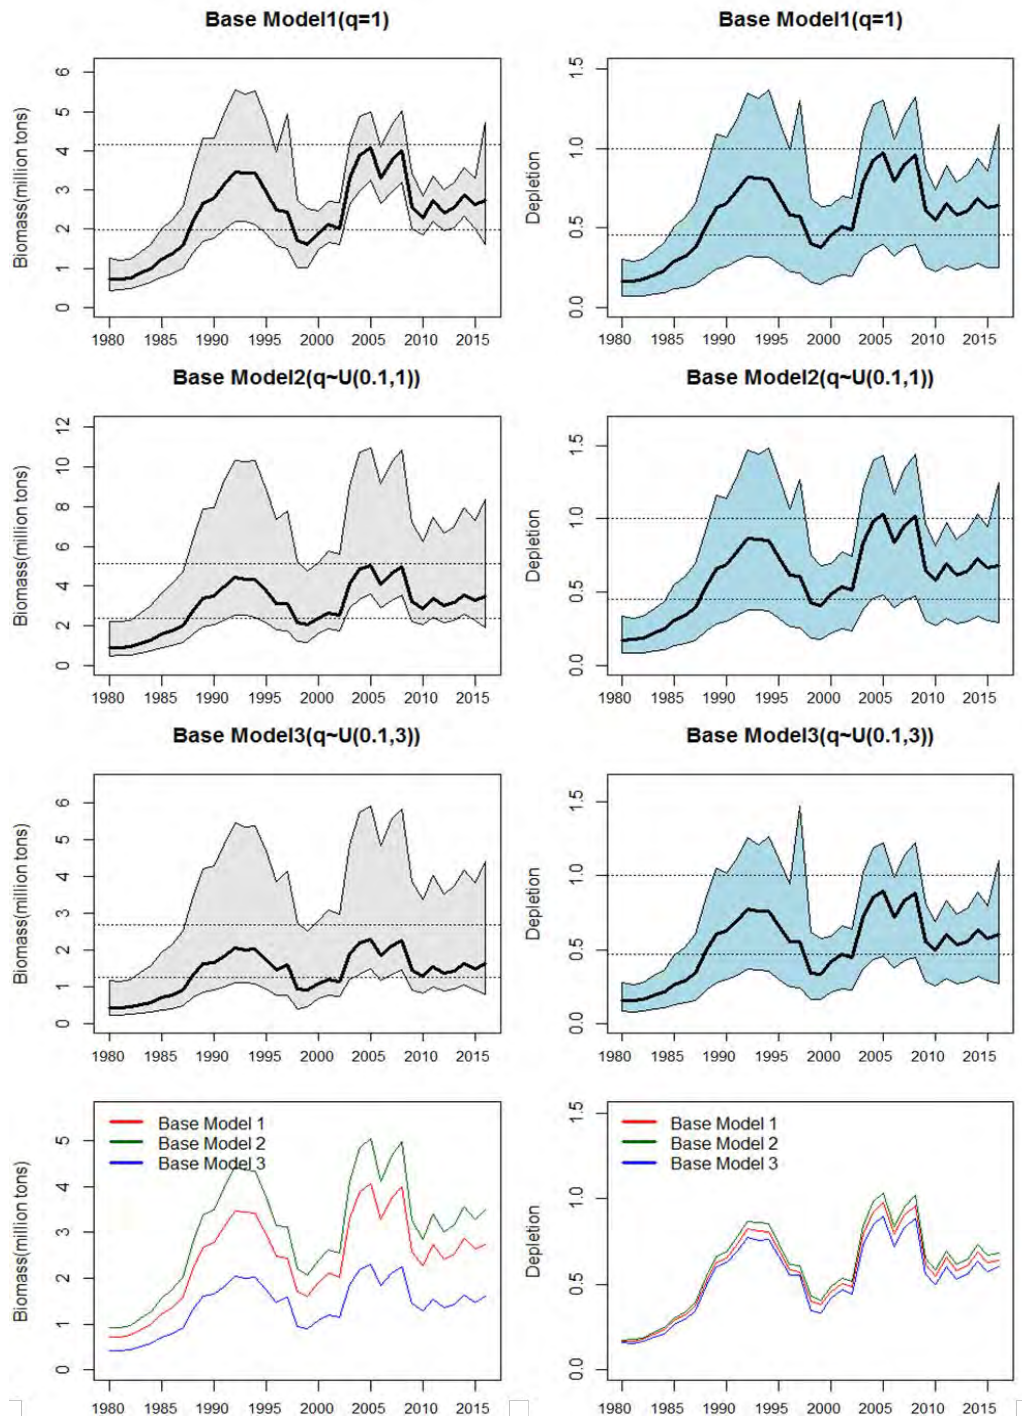 Base Model1(q=1)
Biomass(million tons)
6
5
4
3
2
1
0
1980 1985 1990 1995 2000 2005 2010 2015
Base Model1(q=1)
Depletion
1.5
1.0
0.5
0.0
1980 1985 1990 1995 2000 2005 2010 2015
Base Model2(q~U(0.1,1))
Biomass(million tons)
12
10
8
6
4
2
0
1980 1985 1990 1995 2000 2005 2010 2015
Base Model2(q~U(0.1,1))
Depletion
1.5
1.0
0.5
0.0
1980 1985 1990 1995 2000 2005 2010 2015
Base Model3(q~U(0.1,3))
Biomass(million tons)
6
5
4
3
2
1
0
1980 1985 1990 1995 2000 2005 2010 2015
Base Model3(q~U(0.1,3))
Depletion
1.5
1.0
0.5
0.0
1980 1985 1990 1995 2000 2005 2010 2015
Biomass(million tons)
5
4
3
2
1
0
Base Model 1
Base Model 2
Base Model 3
1980 1985 1990 1995 2000 2005 2010 2015
Depletion
1.5
1.0
0.5
0.0
Base Model 1
Base Model 2
Base Model 3
1980 1985 1990 1995 2000 2005 2010 2015